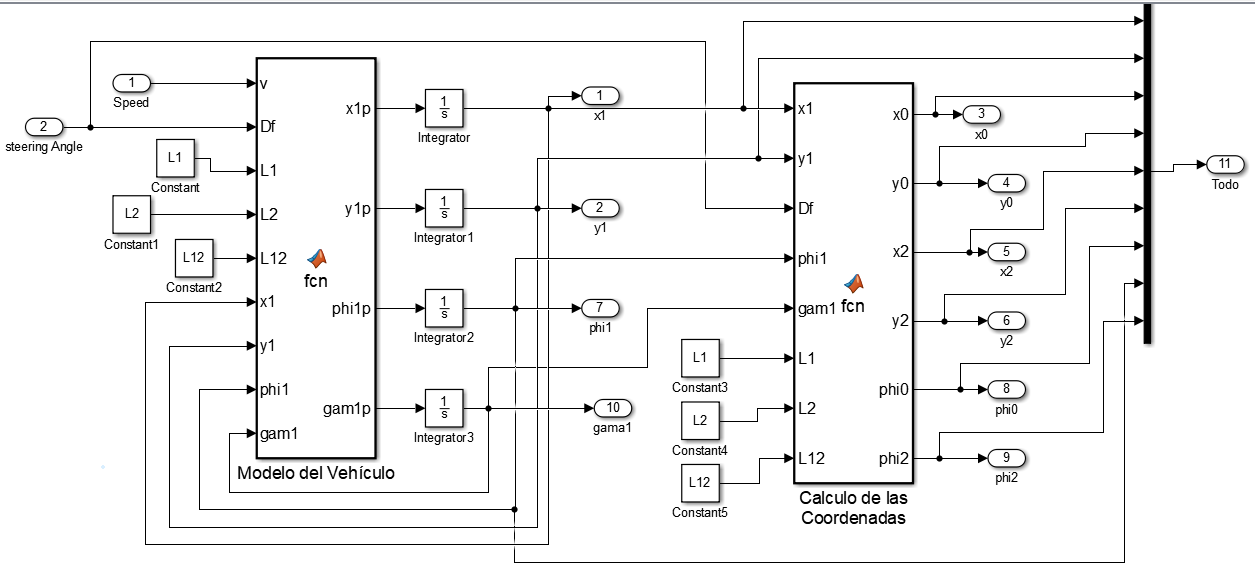 1
Speed
2
steering Angle
L1
Constant
L2
Constant1
L12
Constant2
v
Df
L1
L2
L12
x1
y1
phi1
gam1
fcn
x1p
y1p
phi1p
gam1p
Modelo del Vehículo
1
s
Integrator
1
s
Integrator1
1
s
Integrator2
1
s
Integrator3
1
x1
2
y1
7
phi1
10
gama1
L1
Constant3
L2
Constant4
L12
Constant5
x1
y1
Df
phi1
gam1
L1
L2
L12
fcn
x0
y0
x2
y2
phi0
phi2
Calculo de las
Coordenadas
3
x0
4
y0
5
x2
6
y2
8
phi0
9
phi2
11
Todo